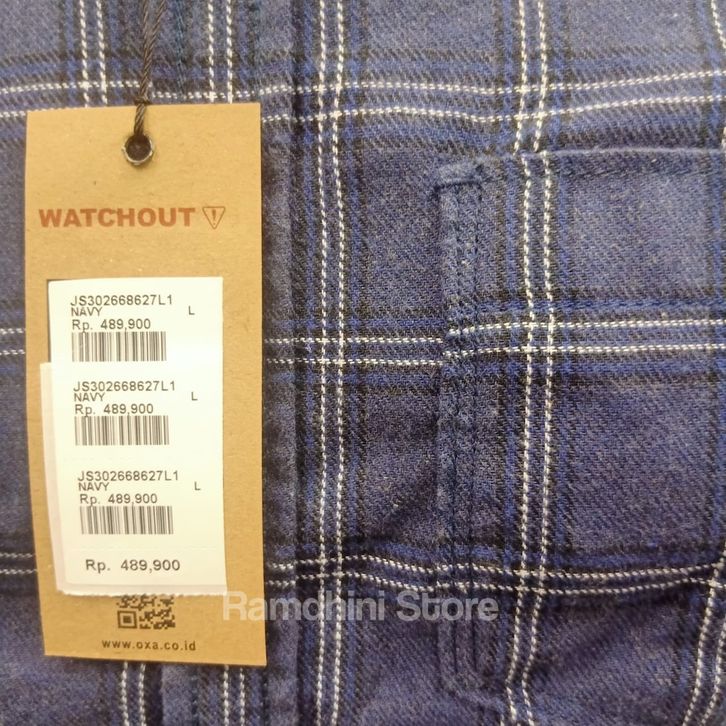 WATCHOUT
JS302668627L1
NAVY L
Rp. 489,900
JS302668627L1
NAVY L
Rp. 489,900
JS302668627L1
NAVY L
Rp. 489,900
Rp. 489,900
Ramdhini Store
www.oxa.co.id